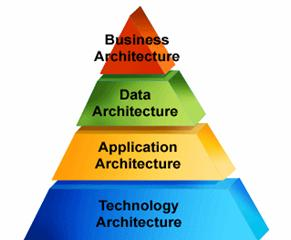 Business
Architecture
Data
Architecture
Application
Architecture
Technology
Architecture